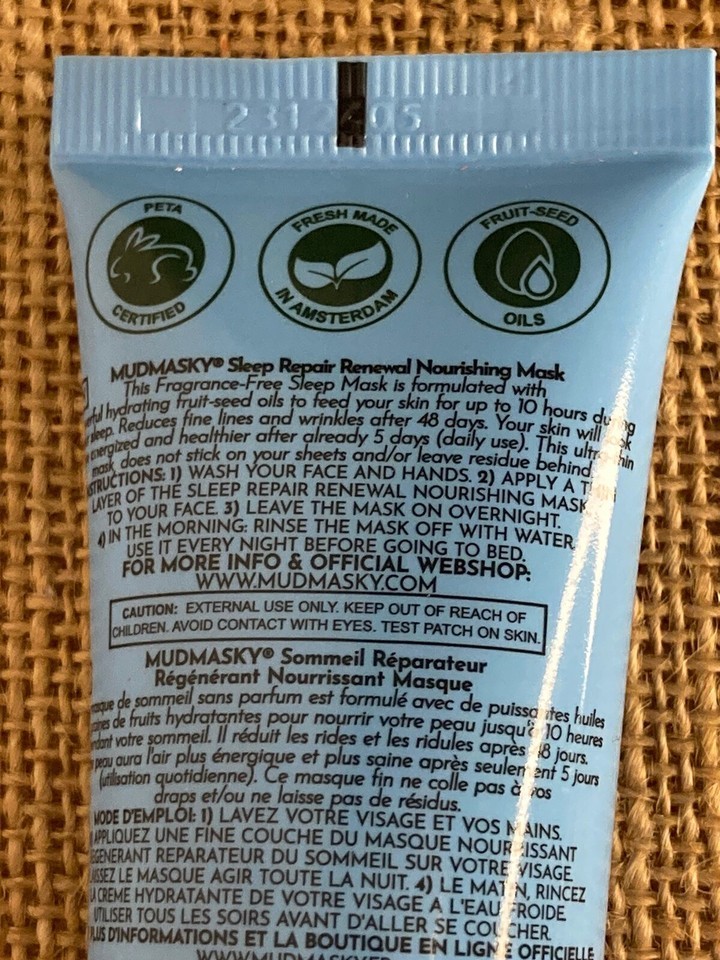 PETA
CERTIFIED
FRESH MADE
IN AMSTERDAM
FRUIT-SEED
OILS
MUDMASKY® Sleep Repair Renewal Nourishing Mask
This Fragrance-Free Sleep Mask is formulated with
hydrating fruit-seed oils to feed your skin for up to 10 hours
Reduces fine lines and wrinkles after 48 days. Your skin will
and healthier after already 5 days (daily use). This
mask does not stick on your sheets and/or leave residue behind
1) WASH YOUR FACE AND HANDS. 2) APPLY A
LAYER OF THE SLEEP REPAIR RENEWAL NOURISHING MASK
TO YOUR FACE. 3) LEAVE THE MASK ON OVERNIGHT.
4) IN THE MORNING: RINSE THE MASK OFF WITH WATER
USE IT EVERY NIGHT BEFORE GOING TO BED.
FOR MORE INFO & OFFICIAL WEBSHOP:
WWW.MUDMASKY.COM
CAUTION: EXTERNAL USE ONLY. KEEP OUT OF REACH OF
CHILDREN. AVOID CONTACT WITH EYES. TEST PATCH ON SKIN.
MUDMASKY® Sommeil Réparateur
Régénérant Nourrissant Masque
de sommeil sans parfum est formulé avec de puissantes huiles
de fruits hydratantes pour nourrir votre peau jusqu'à 10 heures
votre sommeil. Il réduit les rides et les ridules après 48 jours.
peau aura l'air plus énergique et plus saine après seulement 5 jours
(utilisation quotidienne). Ce masque fin ne colle pas à vos
draps et/ou ne laisse pas de résidus.
MODE D'EMPLOI: 1) LAVEZ VOTRE VISAGE ET VOS MAINS.
APPLIQUEZ UNE FINE COUCHE DU MASQUE NOURRISSANT
REPARATEUR DU SOMMEIL SUR VOTRE VISAGE
LE MASQUE AGIR TOUTE LA NUIT. 4) LE MATIN, RINCEZ
LA CREME HYDRATANTE DE VOTRE VISAGE A L'EAU FROIDE
UTILISER TOUS LES SOIRS AVANT D'ALLER SE COUCHER.
PLUS D'INFORMATIONS ET LA BOUTIQUE EN LIGNE OFFICIELLE